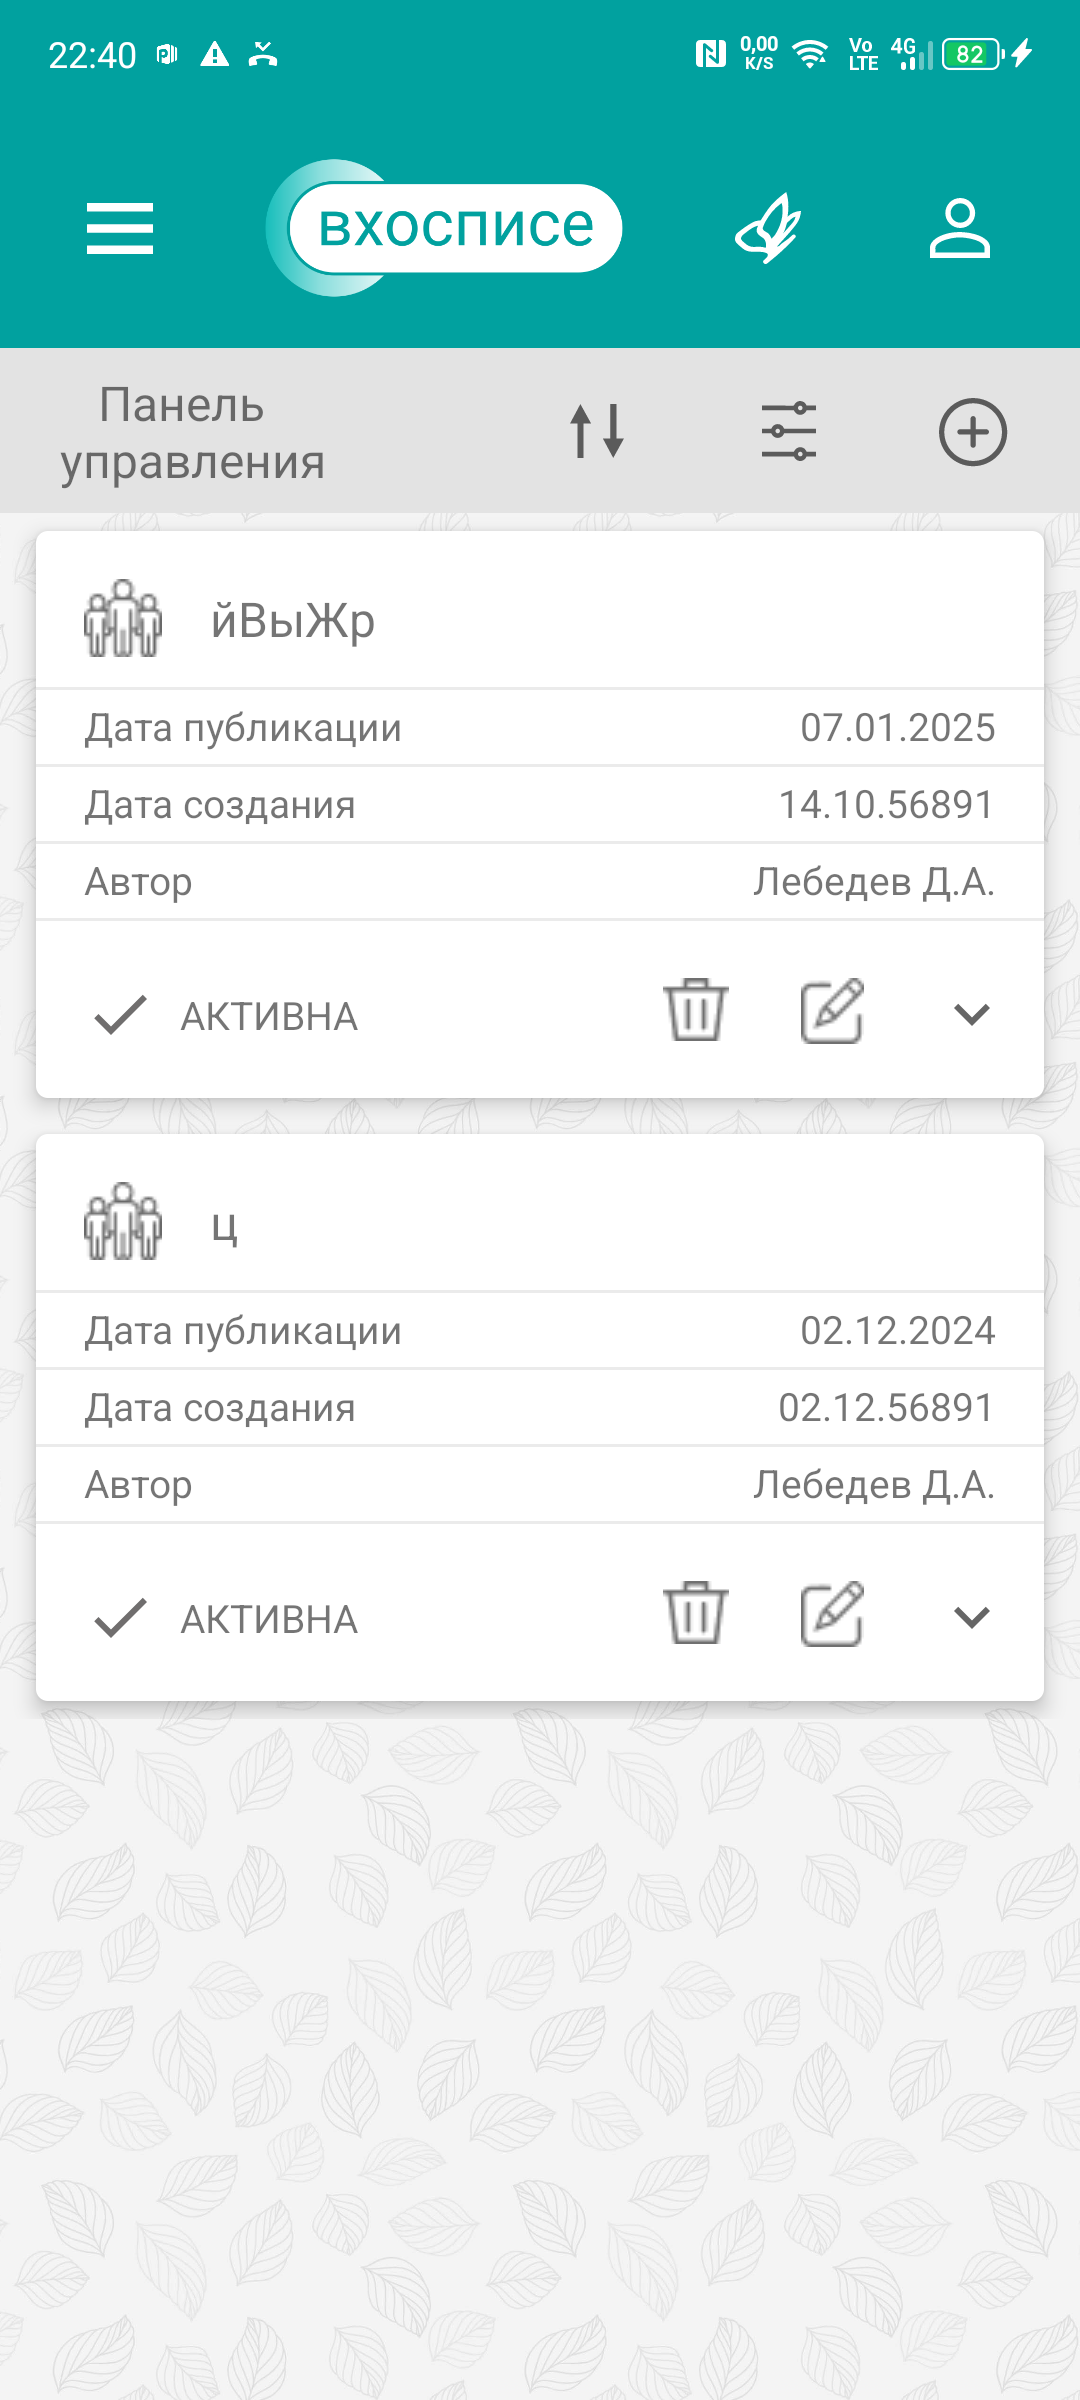 22:40 0,00 K/S Vo LTE 4G 82
вхосписе
Панель
управления
йВыЖр
Дата публикации 07.01.2025
Дата создания 14.10.56891
Автор Лебедев Д.А.
АКТИВНА
ц
Дата публикации 02.12.2024
Дата создания 02.12.56891
Автор Лебедев Д.А.
АКТИВНА